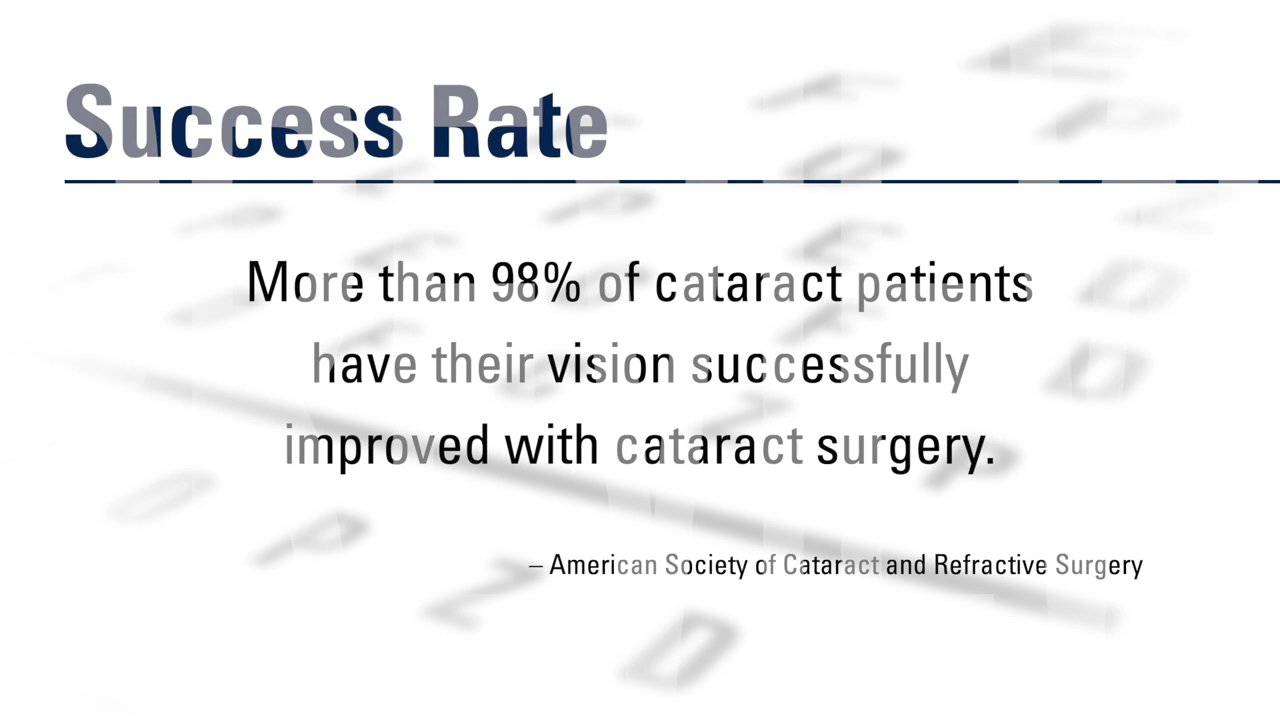 Success Rate
More than 98% of cataract patients
have their vision successfully
improved with cataract surgery.
– American Society of Cataract and Refractive Surgery